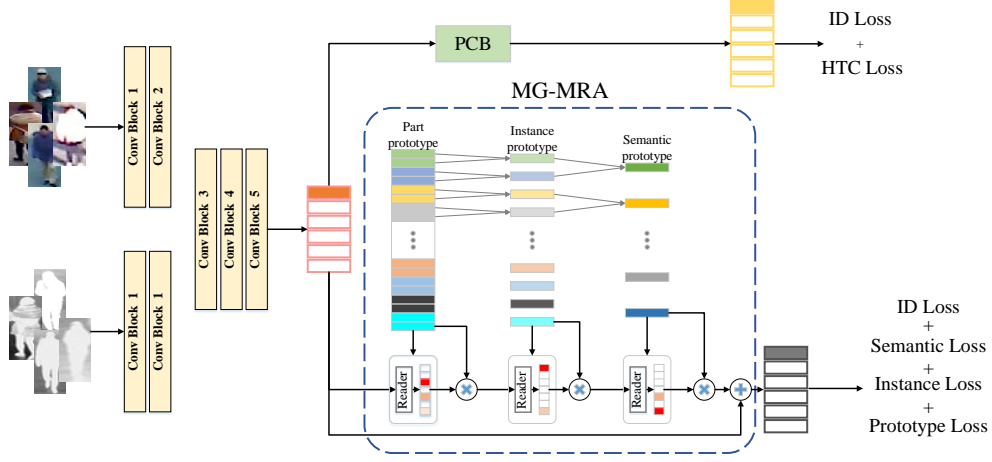 PCB
ID Loss
+
HTC Loss
MG-MRA
Conv Block 1
Conv Block 2
Part
prototype
Instance
prototype
Semantic
prototype
Conv Block 3
Conv Block 4
Conv Block 5
Conv Block 1
Conv Block 1
Reader
Reader
Reader
ID Loss
+
Semantic Loss
+
Instance Loss
+
Prototype Loss